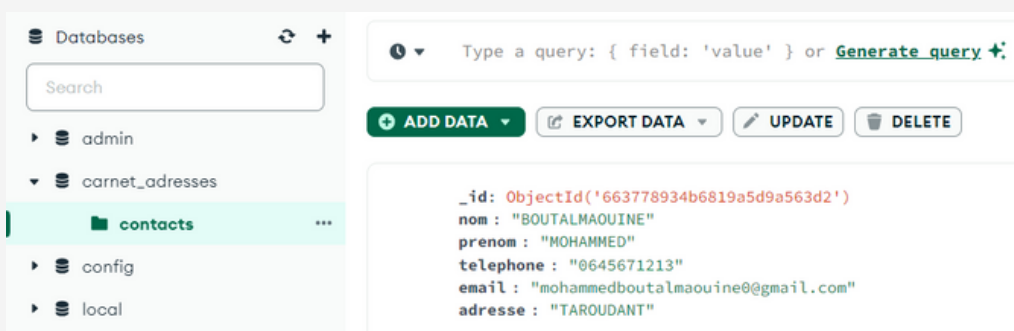 Databases
Search
admin
carnet_adresses
contacts
config
local
Type a query: { field: 'value' } or Generate query
ADD DATA
EXPORT DATA
UPDATE
DELETE
_id: ObjectId('663778934b6819a5d9a563d2')
nom : "BOUTALMAOUINE"
prenom : "MOHAMMED"
telephone : "0645671213"
email : "mohammedboutalmaouine0@gmail.com"
adresse : "TAROUDANT"